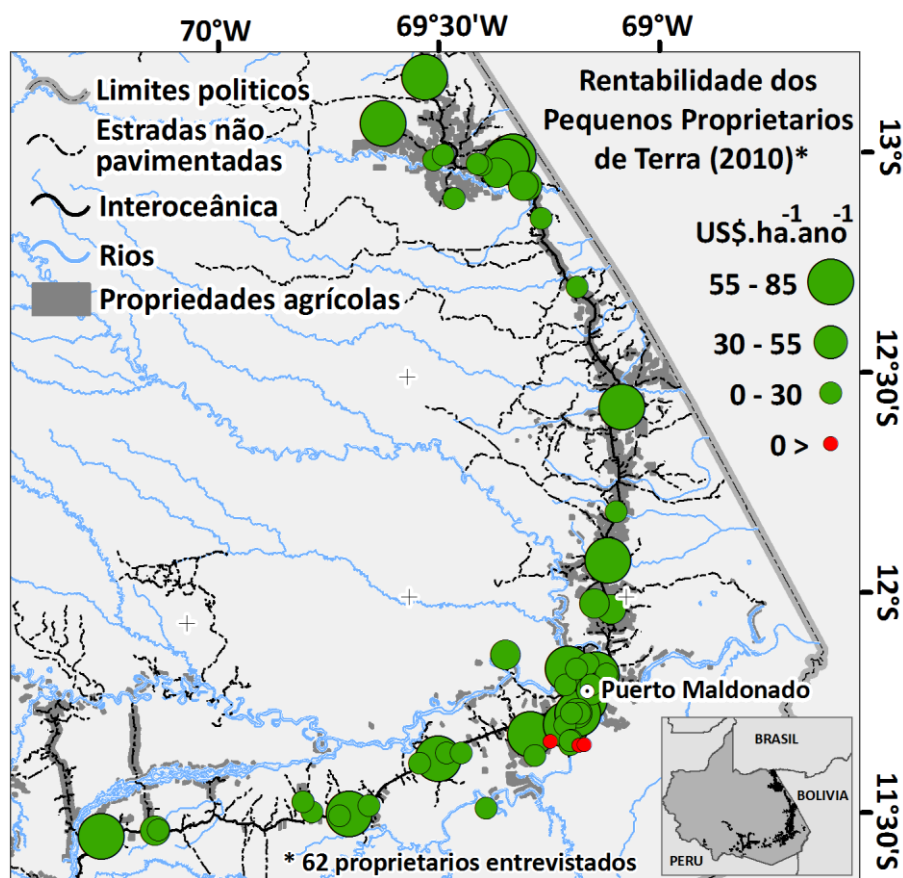 70°W
69°30'W
69°W
Limites politicos
Estradas não
pavimentadas
Interoceânica
Rios
Propriedades agrícolas
Rentabilidade dos
Pequenos Proprietarios
de Terra (2010)*
US$.ha.ano
-1
-1
55 - 85
30 - 55
0 - 30
0 >
13°S
12°30'S
12°S
11°30'S
Puerto Maldonado
BRASIL
BOLIVIA
PERU
* 62 proprietarios entrevistados